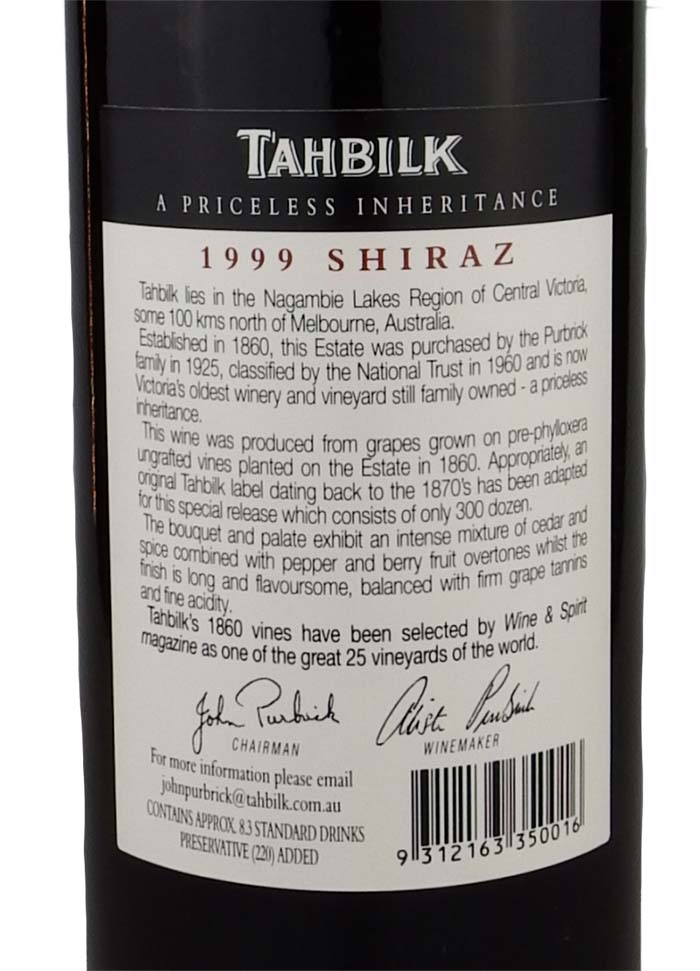 TAHBILK
A PRICELESS INHERITANCE
1999 SHIRAZ
Tahbilk lies in the Nagambie Lakes Region of Central Victoria,
some 100 kms north of Melbourne, Australia.
Established in 1860, this Estate was purchased by the Purbrick
family in 1925, classified by the National Trust in 1960 and is now
Victoria's oldest winery and vineyard still family owned - a priceless
inheritance.
This wine was produced from grapes grown on pre-phylloxera
ungrafted vines planted on the Estate in 1860. Appropriately, an
original Tahbilk label dating back to the 1870's has been adapted
for this special release which consists of only 300 dozen.
The bouquet and palate exhibit an intense mixture of cedar and
spice combined with pepper and berry fruit overtones whilst the
finish is long and flavoursome, balanced with firm grape tannins
and fine acidity.
Tahbilk's 1860 vines have been selected by Wine & Spirit
magazine as one of the great 25 vineyards of the world.
John Purbrick Alister Purbrick
CHAIRMAN WINEMAKER
For more information please email
johnpurbrick@tahbilk.com.au
CONTAINS APPROX. 8.3 STANDARD DRINKS
PRESERVATIVE (220) ADDED
9 312163 350016